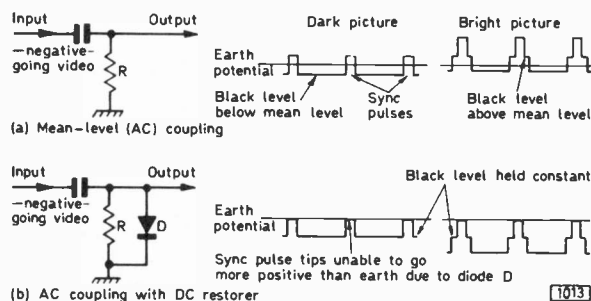 Input
Output
—negative-
going video
R
(a) Mean-level (AC) coupling
Dark picture
Bright picture
Earth
potential
Black level
below mean level
Sync
pulses
Black level
above mean level
Input
Output
—negative-
going video
R
D
(b) AC coupling with DC restorer
Black level held constant
Earth
potential
Sync pulse tips unable to go
more positive than earth due to diode D
1013